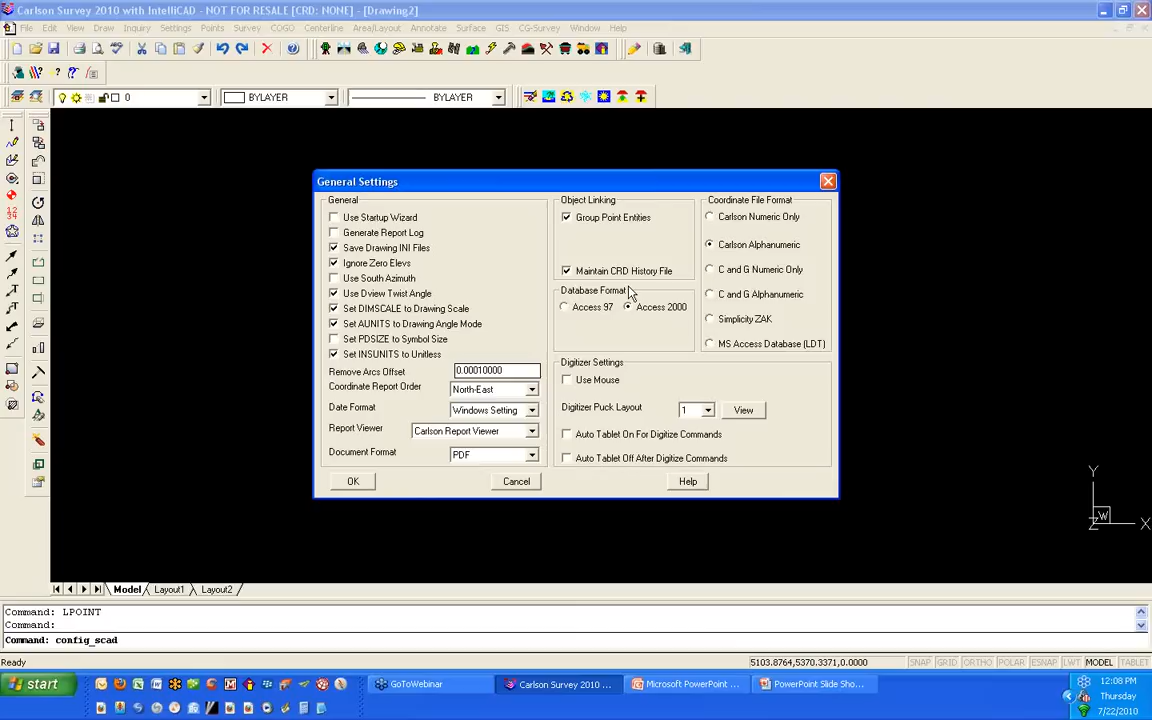 Carlson Survey 2010 with IntelliCAD - NOT FOR RESALE [CRD: NONE] - [Drawing2]
File Edit View Draw Inquiry Settings Points Survey COGO Centerline Area/Layout Annotate Surface GIS CG-Survey Window Help
0 BYLAYER BYLAYER
General Settings
General
Use Startup Wizard
Generate Report Log
Save Drawing INI Files
Ignore Zero Elevs
Use South Azimuth
Use Dview Twist Angle
Set DIMSCALE to Drawing Scale
Set AUNITS to Drawing Angle Mode
Set PDSIZE to Symbol Size
Set INSUNITS to Unitless
Remove Arcs Offset 0.00010000
Coordinate Report Order North-East
Date Format Windows Setting
Report Viewer Carlson Report Viewer
Document Format PDF
Object Linking
Group Point Entities
Maintain CRD History File
Database Format
Access 97 Access 2000
Coordinate File Format
Carlson Numeric Only
Carlson Alphanumeric
C and G Numeric Only
C and G Alphanumeric
Simplicity ZAK
MS Access Database (LDT)
Digitizer Settings
Use Mouse
Digitizer Puck Layout 1 View
Auto Tablet On For Digitize Commands
Auto Tablet Off After Digitize Commands
OK Cancel Help
Y
W
Z X
Model Layout1 Layout2
Command: LPOINT
Command:
Command: config_scad
Ready 5103.8764,5370.3371,0.0000 SNAP GRID ORTHO POLAR ESNAP LWT MODEL TABLET
start GoToWebinar Carlson Survey 2010 ... Microsoft PowerPoint ... PowerPoint Slide Sho... 12:08 PM
Thursday
7/22/2010